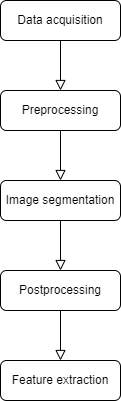 Data acquisition
Preprocessing
Image segmentation
Postprocessing
Feature extraction